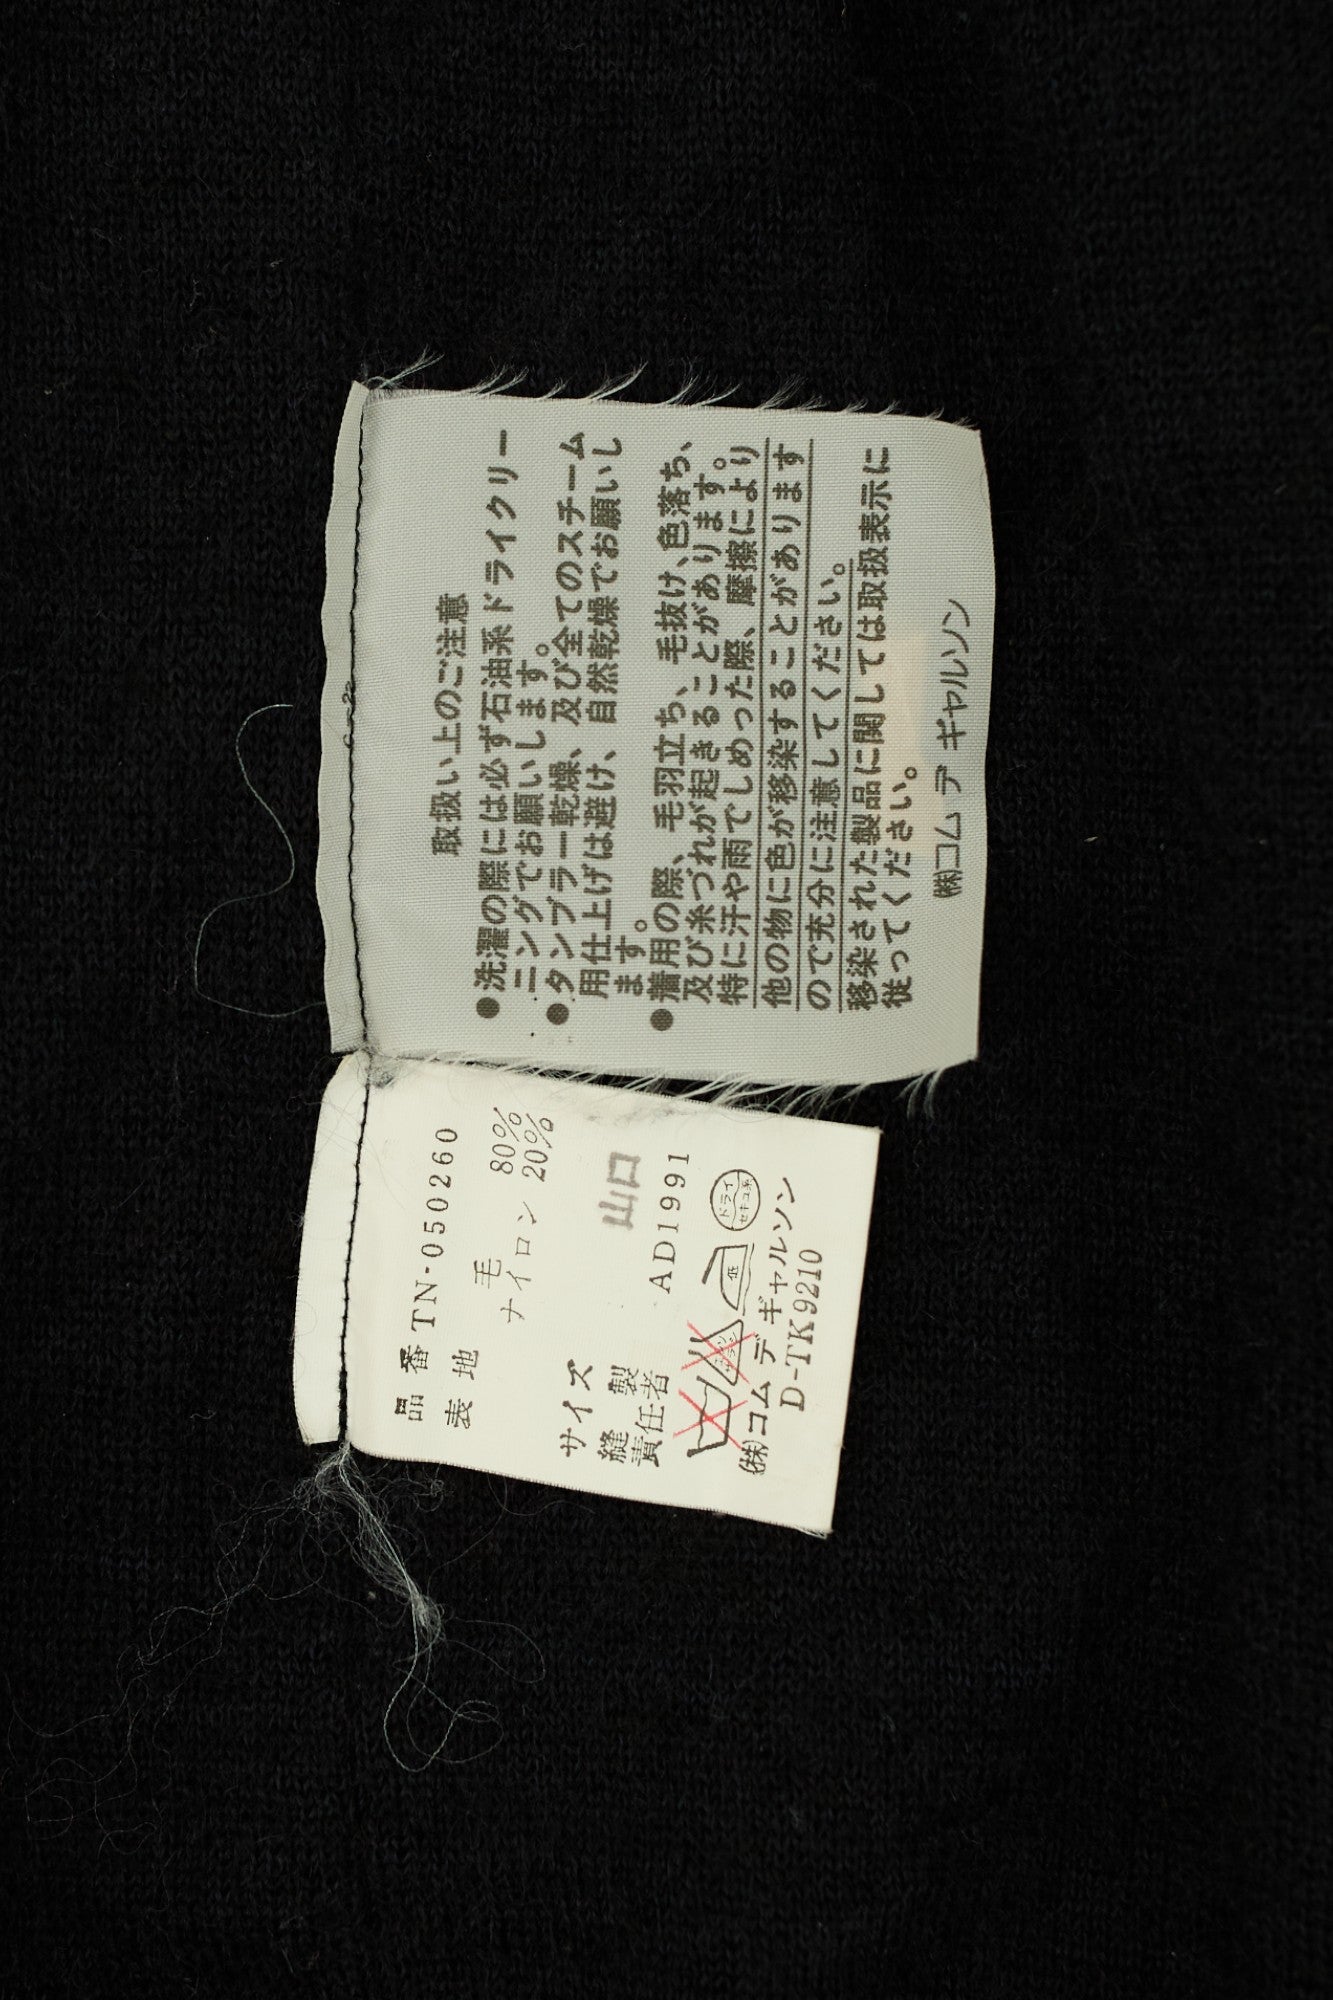 取扱い上のご注意
●洗濯の際には必ず石油系ドライクリー
ニングでお願いします。
●タンブラー乾燥、及び全てのスチーム
用仕上げは避け、自然乾燥でお願いし
ます。
●着用の際、毛羽立ち、毛抜け、色落ち、
及び糸づれが起きることがあります。
特に汗や雨でしめった際、摩擦により
他の物に色が移染することがあります
ので充分に注意してください。
移染された製品に関しては取扱表示に
従ってください。
㈱コム デ ギャルソン
品番 TN-050260
表地
毛 80%
ナイロン 20%
サイズ
縫製 山口
責任者 AD1991
低 ドライ セキユ系
㈱コム デ ギャルソン
D-TK9210